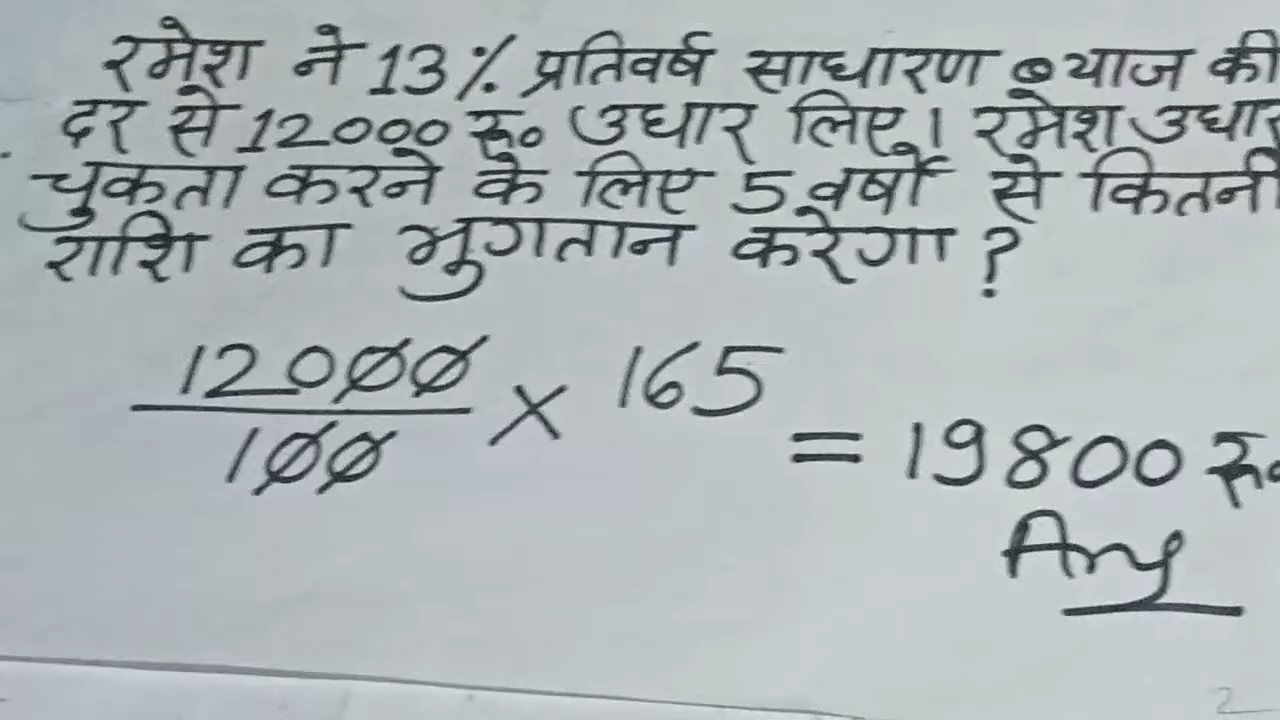 रमेश ने 13% प्रतिवर्ष साधारण ब्याज की
दर से 12000 रु० उधार लिए। रमेश उधार
चुकता करने के लिए 5 वर्षों से कितनी
राशि का भुगतान करेगा ?
12000
100
× 165
= 19800 रु०
Ans
2